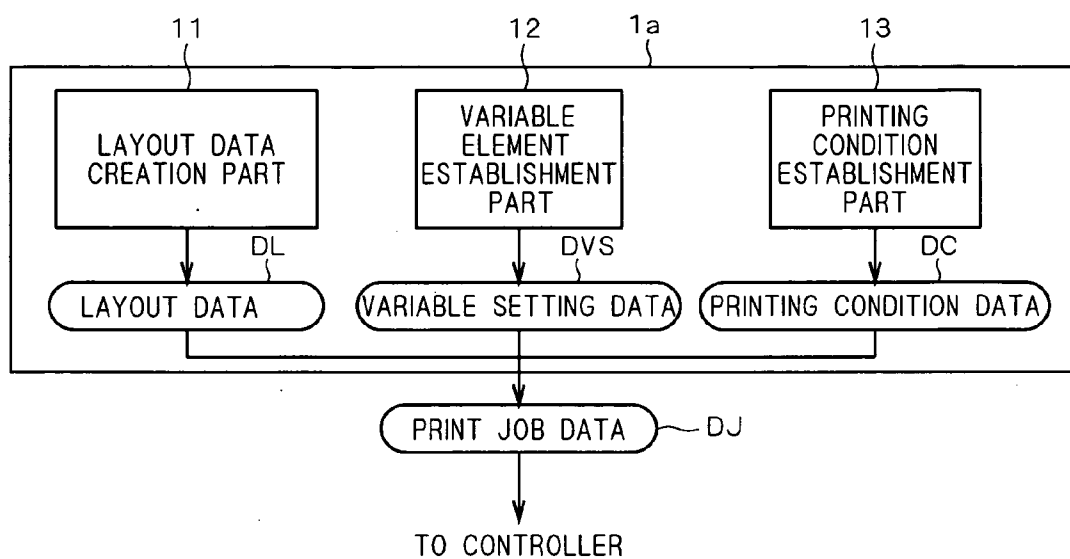 11
12
1a
13
LAYOUT DATA
CREATION PART
VARIABLE
ELEMENT
ESTABLISHMENT
PART
PRINTING
CONDITION
ESTABLISHMENT
PART
DL
DVS
DC
LAYOUT DATA
VARIABLE SETTING DATA
PRINTING CONDITION DATA
PRINT JOB DATA
DJ
TO CONTROLLER